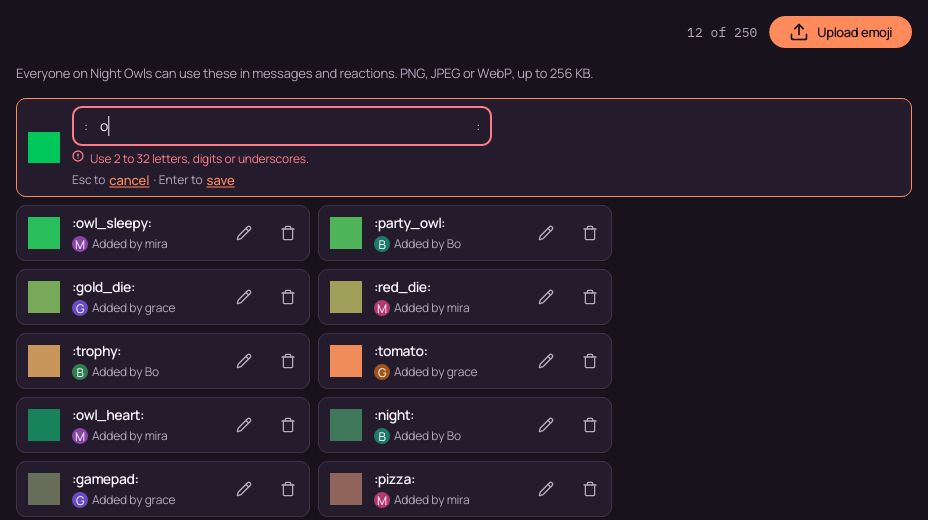 12 of 250
Upload emoji
Everyone on Night Owls can use these in messages and reactions. PNG, JPEG or WebP, up to 256 KB.
: o :
Use 2 to 32 letters, digits or underscores.
Esc to cancel · Enter to save
:owl_sleepy:
M Added by mira
:party_owl:
B Added by Bo
:gold_die:
G Added by grace
:red_die:
M Added by mira
:trophy:
B Added by Bo
:tomato:
G Added by grace
:owl_heart:
M Added by mira
:night:
B Added by Bo
:gamepad:
G Added by grace
:pizza:
M Added by mira